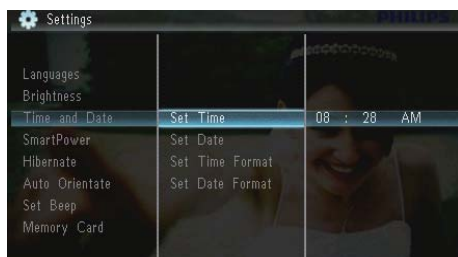 Settings
PHILIPS
Languages
Brightness
Time and Date
SmartPower
Hibernate
Auto Orientate
Set Beep
Memory Card
Set Time
Set Date
Set Time Format
Set Date Format
08 : 28 AM